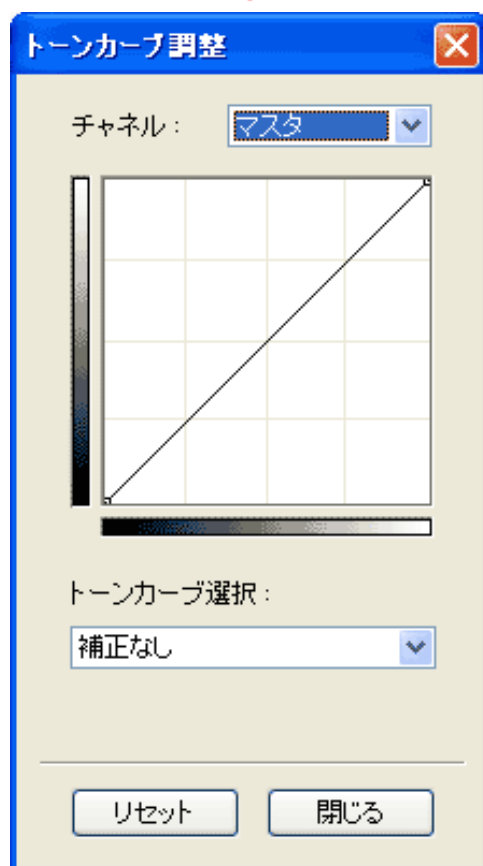 トーンカーブ調整
チャネル： マスタ
トーンカーブ選択：
補正なし
リセット 閉じる